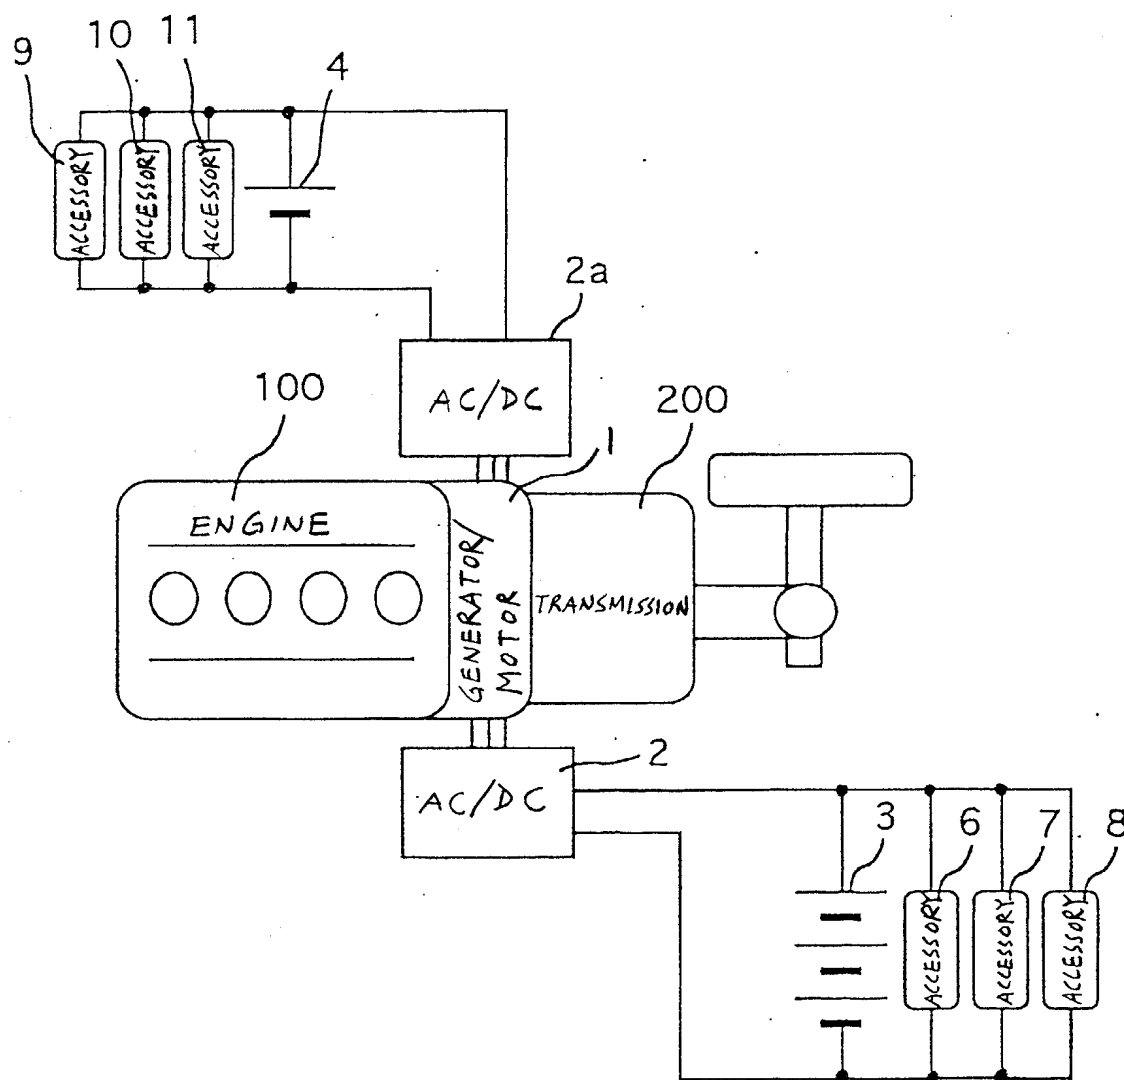 9 10 11 4
ACCESSORY ACCESSORY ACCESSORY
2a
AC/DC
100 200
1
ENGINE
GENERATOR/
MOTOR
TRANSMISSION
2
AC/DC
3 6 7 8
ACCESSORY ACCESSORY ACCESSORY